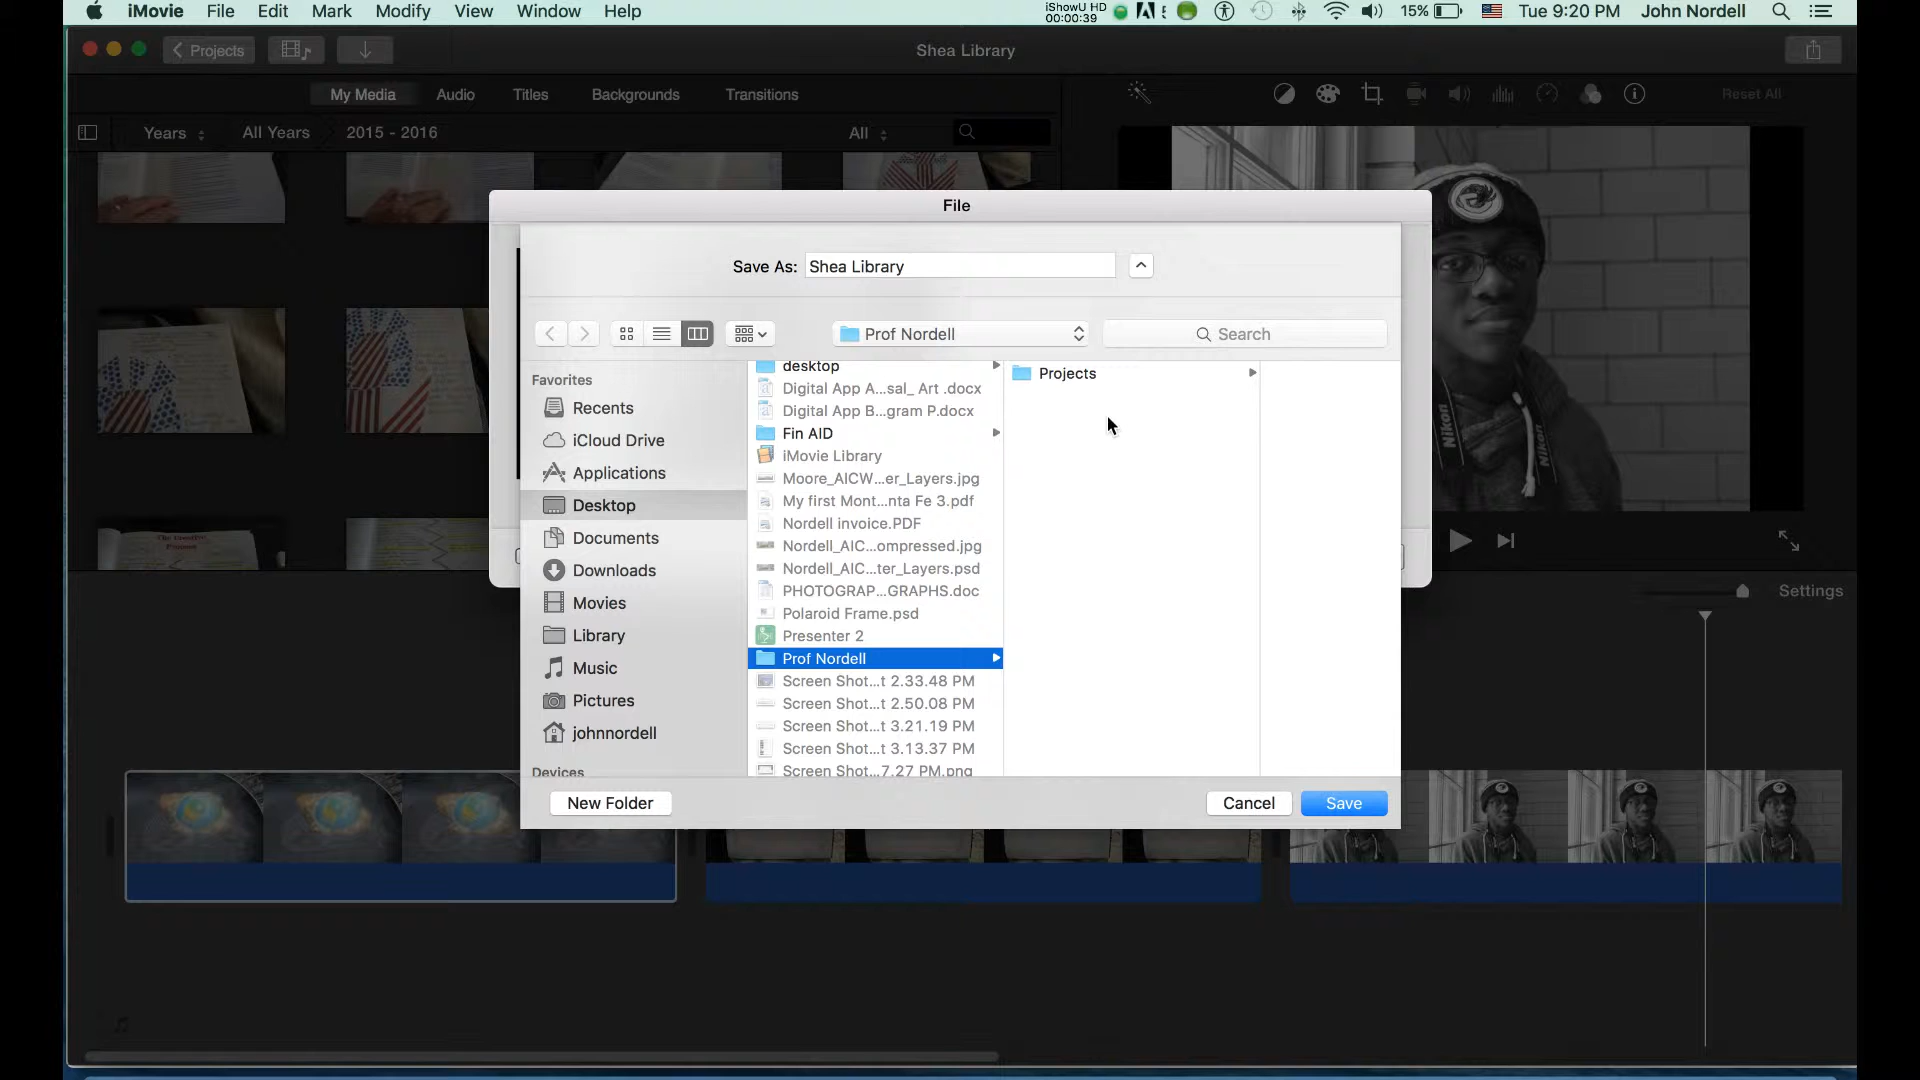 iMovie File Edit Mark Modify View Window Help iShowU HD 00:00:39 5 15% Tue 9:20 PM John Nordell
Projects Shea Library
My Media Audio Titles Backgrounds Transitions Reset All
Years All Years 2015 - 2016 All
File
Save As: Shea Library
Prof Nordell Search
Favorites
Recents
iCloud Drive
Applications
Desktop
Documents
Downloads
Movies
Library
Music
Pictures
johnnordell
Devices
desktop
Digital App A...sal_ Art .docx
Digital App B...gram P.docx
Fin AID
iMovie Library
Moore_AICW...er_Layers.jpg
My first Mont...nta Fe 3.pdf
Nordell invoice.PDF
Nordell_AIC...ompressed.jpg
Nordell_AIC...ter_Layers.psd
PHOTOGRAP...GRAPHS.doc
Polaroid Frame.psd
Presenter 2
Prof Nordell
Screen Shot...t 2.33.48 PM
Screen Shot...t 2.50.08 PM
Screen Shot...t 3.21.19 PM
Screen Shot...t 3.13.37 PM
Screen Shot...7.27 PM.png
Projects
New Folder Cancel Save
Settings
Nikon
Nikon